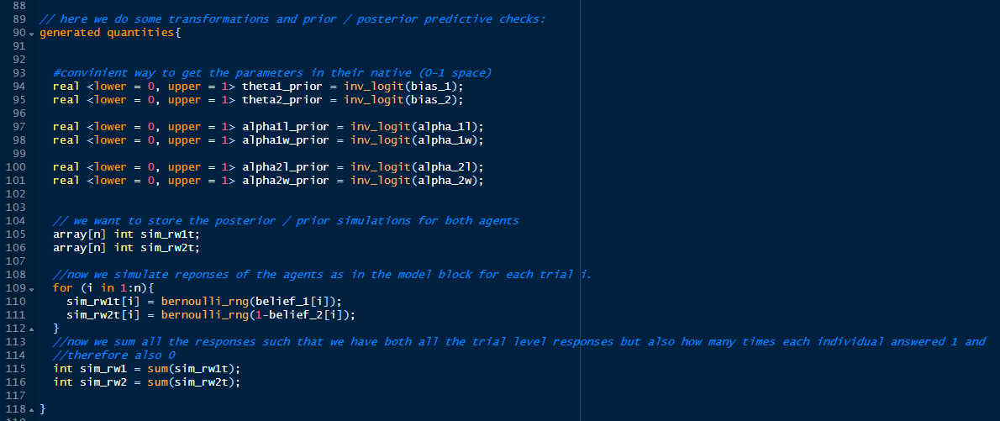 88
89 // here we do some transformations and prior / posterior predictive checks:
90 generated quantities{
91
92
93 #convinient way to get the parameters in their native (0-1 space)
94 real <lower = 0, upper = 1> theta1_prior = inv_logit(bias_1);
95 real <lower = 0, upper = 1> theta2_prior = inv_logit(bias_2);
96
97 real <lower = 0, upper = 1> alpha1l_prior = inv_logit(alpha_1l);
98 real <lower = 0, upper = 1> alpha1w_prior = inv_logit(alpha_1w);
99
100 real <lower = 0, upper = 1> alpha2l_prior = inv_logit(alpha_2l);
101 real <lower = 0, upper = 1> alpha2w_prior = inv_logit(alpha_2w);
102
103
104 // we want to store the posterior / prior simulations for both agents
105 array[n] int sim_rw1t;
106 array[n] int sim_rw2t;
107
108 //now we simulate reponses of the agents as in the model block for each trial i.
109 for (i in 1:n){
110 sim_rw1t[i] = bernoulli_rng(belief_1[i]);
111 sim_rw2t[i] = bernoulli_rng(1-belief_2[i]);
112 }
113 //now we sum all the responses such that we have both all the trial level responses but also how many times each individual answered 1 and
114 //therefore also 0
115 int sim_rw1 = sum(sim_rw1t);
116 int sim_rw2 = sum(sim_rw2t);
117
118 }